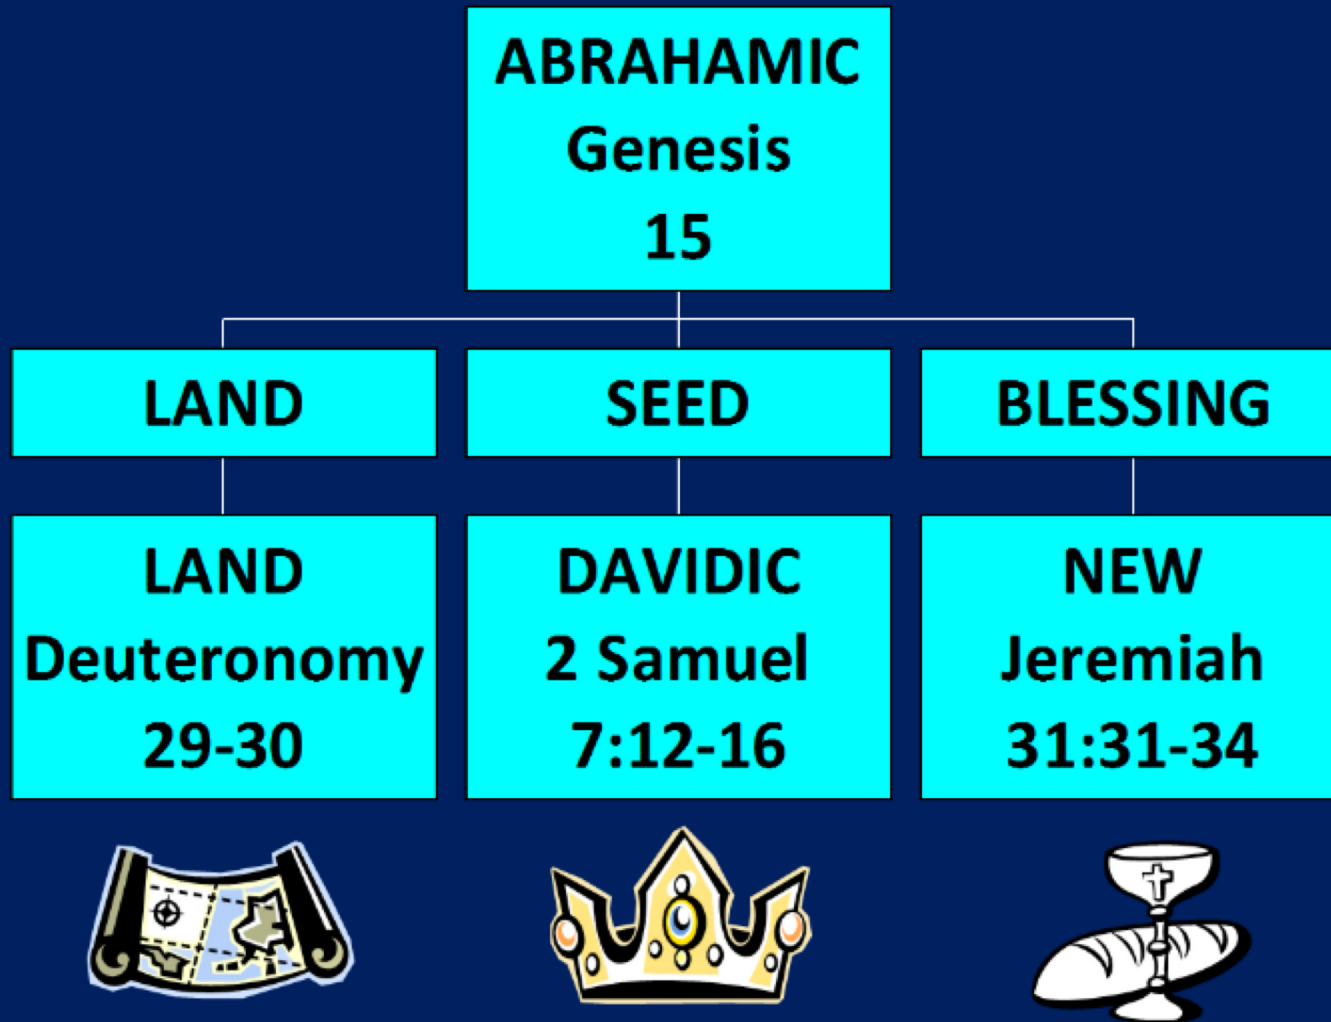 ABRAHAMIC
Genesis
15
LAND
SEED
BLESSING
LAND
Deuteronomy
29-30
DAVIDIC
2 Samuel
7:12-16
NEW
Jeremiah
31:31-34